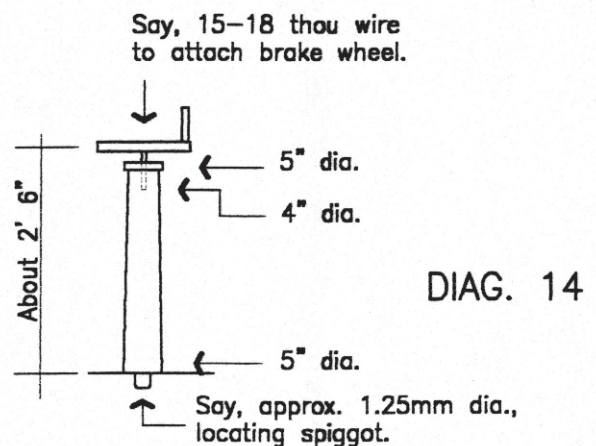 Say, 15-18 thou wire
to attach brake wheel.
5" dia.
4" dia.
About 2' 6"
DIAG. 14
5" dia.
Say, approx. 1.25mm dia.,
locating spiggot.